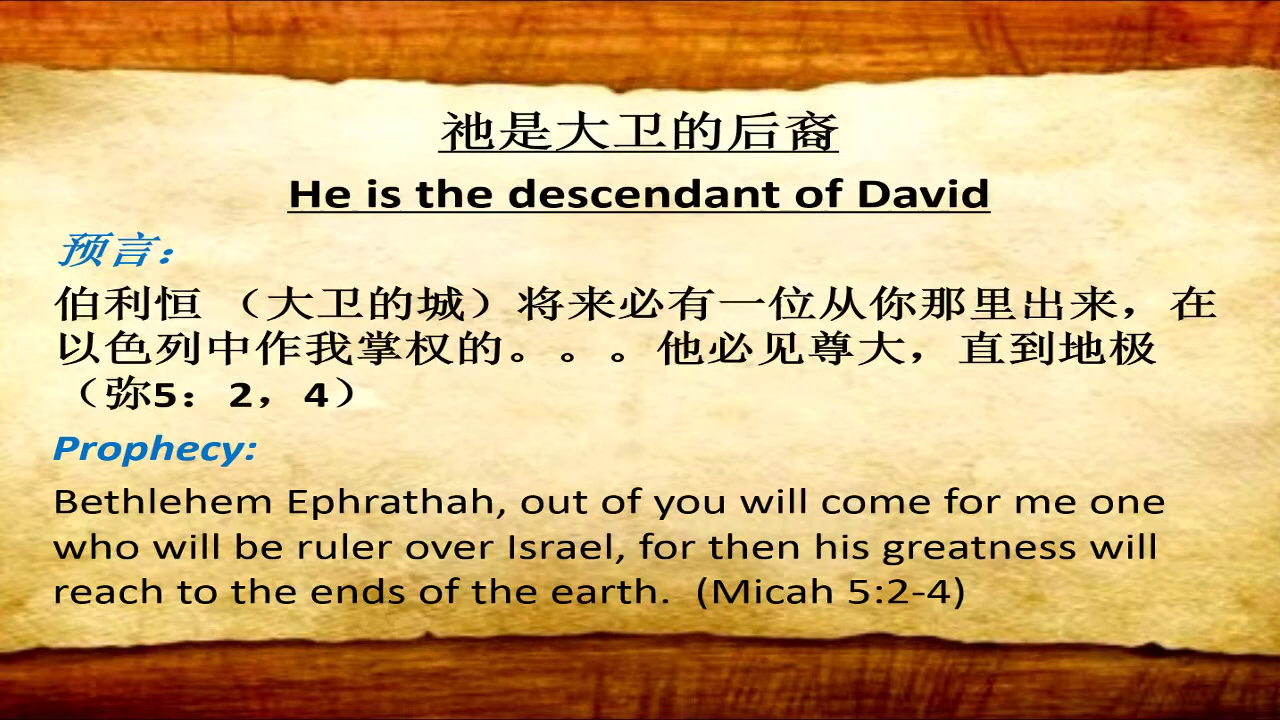 祂是大卫的后裔
He is the descendant of David
预言：
伯利恒 （大卫的城）将来必有一位从你那里出来，在
以色列中作我掌权的。。。他必见尊大，直到地极
（弥5：2，4）
Prophecy:
Bethlehem Ephrathah, out of you will come for me one
who will be ruler over Israel, for then his greatness will
reach to the ends of the earth.  (Micah 5:2-4)